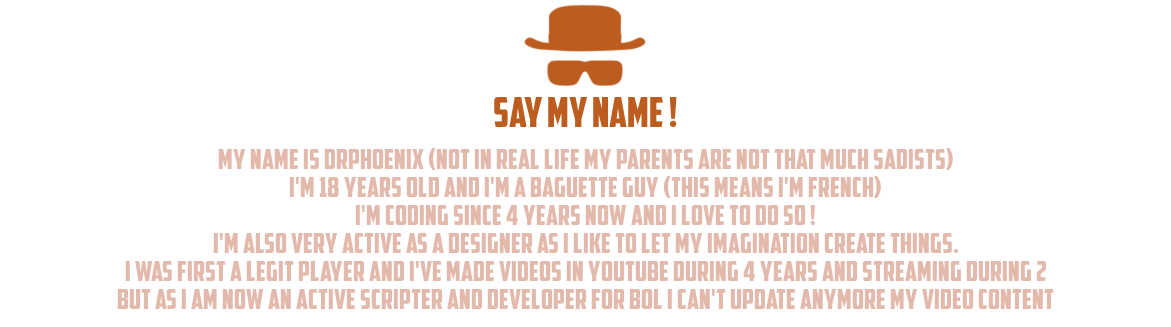 SAY MY NAME !
MY NAME IS DRPHOENIX (NOT IN REAL LIFE MY PARENTS ARE NOT THAT MUCH SADISTS)
I'M 18 YEARS OLD AND I'M A BAGUETTE GUY (THIS MEANS I'M FRENCH)
I'M CODING SINCE 4 YEARS NOW AND I LOVE TO DO SO !
I'M ALSO VERY ACTIVE AS A DESIGNER AS I LIKE TO LET MY IMAGINATION CREATE THINGS.
I WAS FIRST A LEGIT PLAYER AND I'VE MADE VIDEOS IN YOUTUBE DURING 4 YEARS AND STREAMING DURING 2
BUT AS I AM NOW AN ACTIVE SCRIPTER AND DEVELOPER FOR BOL I CAN'T UPDATE ANYMORE MY VIDEO CONTENT